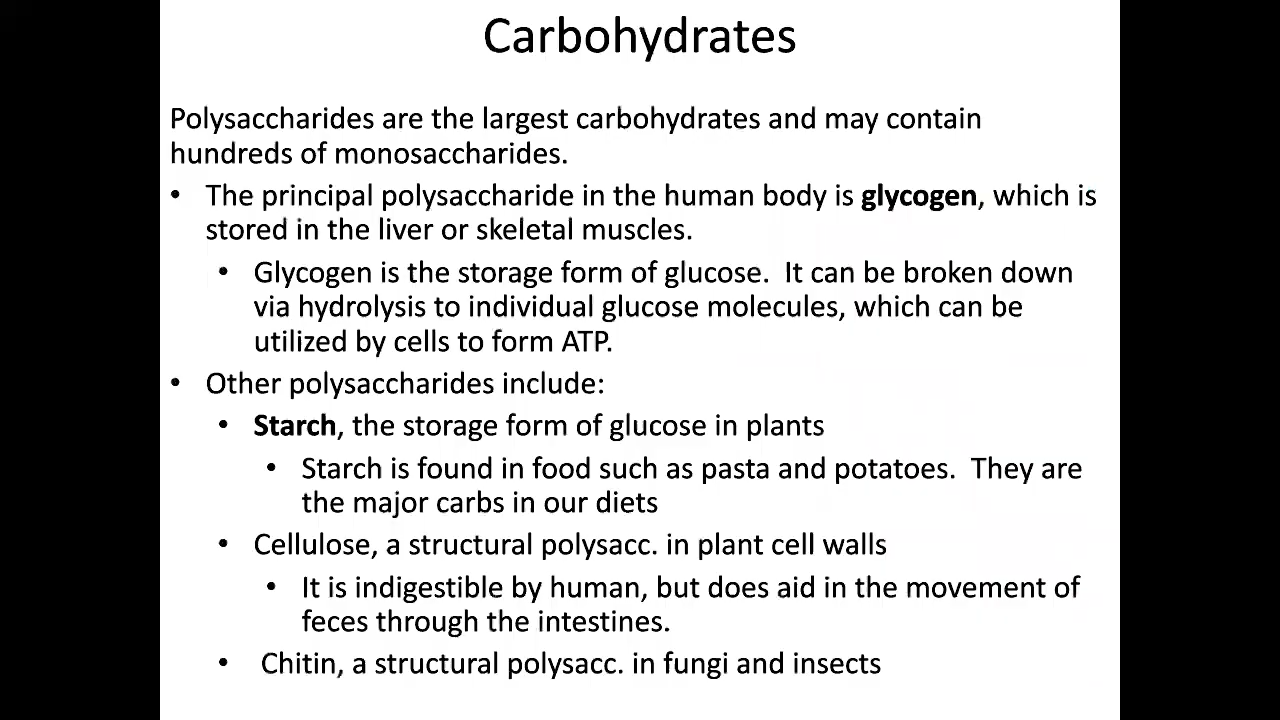 Carbohydrates
Polysaccharides are the largest carbohydrates and may contain
hundreds of monosaccharides.
• The principal polysaccharide in the human body is glycogen, which is
stored in the liver or skeletal muscles.
• Glycogen is the storage form of glucose.  It can be broken down
via hydrolysis to individual glucose molecules, which can be
utilized by cells to form ATP.
• Other polysaccharides include:
• Starch, the storage form of glucose in plants
• Starch is found in food such as pasta and potatoes.  They are
the major carbs in our diets
• Cellulose, a structural polysacc. in plant cell walls
• It is indigestible by human, but does aid in the movement of
feces through the intestines.
• Chitin, a structural polysacc. in fungi and insects